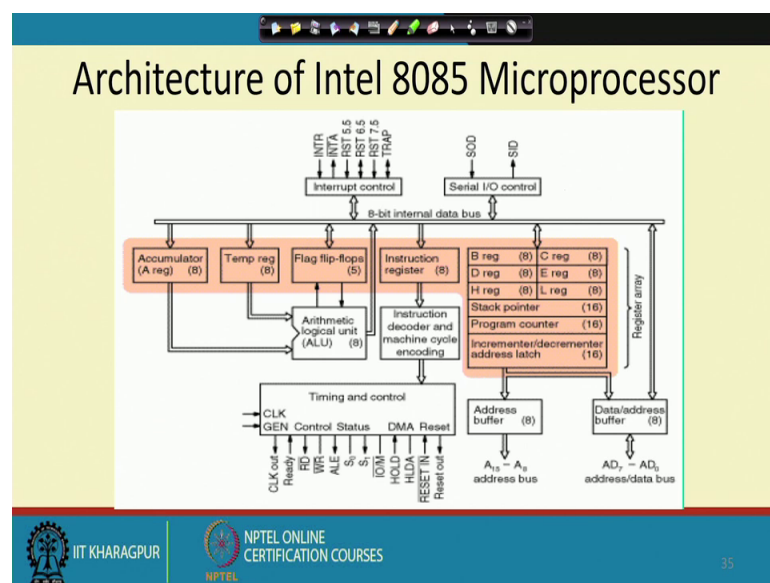 Architecture of Intel 8085 Microprocessor
INTR
INTA
RST 5.5
RST 6.5
RST 7.5
TRAP
SOD
SID
Interrupt control
Serial I/O control
8-bit internal data bus
Accumulator
(A reg) (8)
Temp reg
(8)
Flag flip-flops
(5)
Instruction
register (8)
B reg (8) C reg (8)
D reg (8) E reg (8)
H reg (8) L reg (8)
Stack pointer (16)
Program counter (16)
Incrementer/decrementer
address latch (16)
Register array
Arithmetic
logical unit
(ALU) (8)
Instruction
decoder and
machine cycle
encoding
Timing and control
CLK
GEN Control Status DMA Reset
CLK out
Ready
RD
WR
ALE
S0
S1
IO/M
HOLD
HLDA
RESET IN
Reset out
Address
buffer (8)
Data/address
buffer (8)
A15 – A8
address bus
AD7 – AD0
address/data bus
IIT KHARAGPUR
NPTEL
NPTEL ONLINE
CERTIFICATION COURSES
35